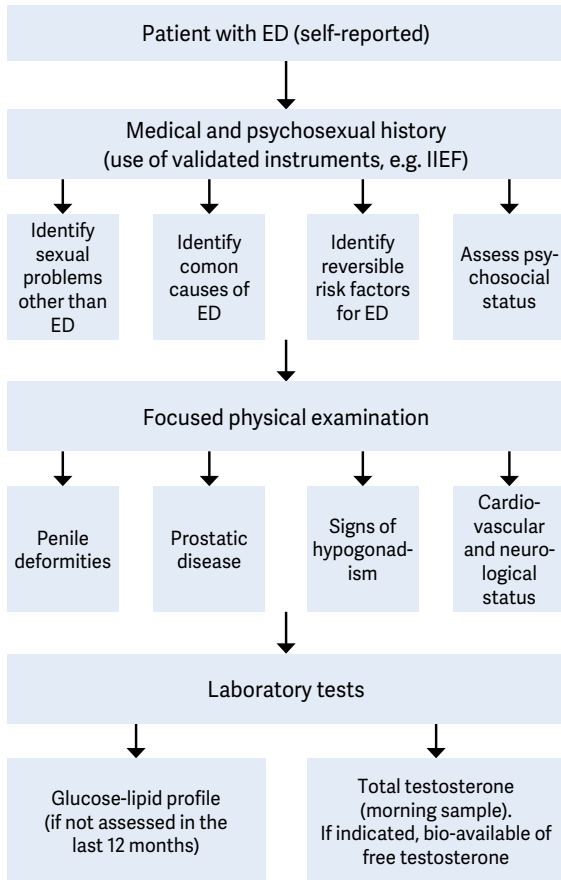 Patient with ED (self-reported)
Medical and psychosexual history
(use of validated instruments, e.g. IIEF)
Identify
sexual
problems
other than
ED
Identify
comon
causes of
ED
Identify
reversible
risk factors
for ED
Assess psy-
chosocial
status
Focused physical examination
Penile
deformities
Prostatic
disease
Signs of
hypogonad-
ism
Cardio-
vascular
and neuro-
logical
status
Laboratory tests
Glucose-lipid profile
(if not assessed in the
last 12 months)
Total testosterone
(morning sample).
If indicated, bio-available of
free testosterone